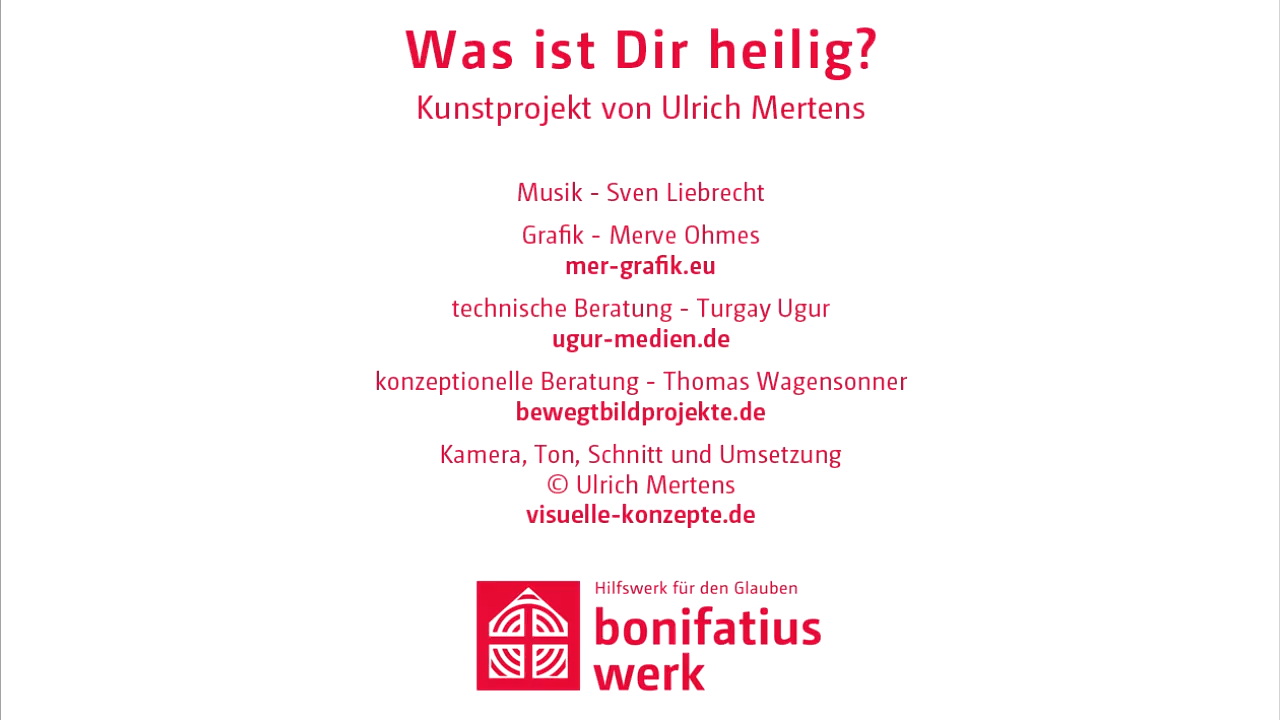 Was ist Dir heilig?
Kunstprojekt von Ulrich Mertens
Musik - Sven Liebrecht
Grafik - Merve Ohmes
mer-grafik.eu
technische Beratung - Turgay Ugur
ugur-medien.de
konzeptionelle Beratung - Thomas Wagensonner
bewegtbildprojekte.de
Kamera, Ton, Schnitt und Umsetzung
© Ulrich Mertens
visuelle-konzepte.de
Hilfswerk für den Glauben
bonifatius
werk